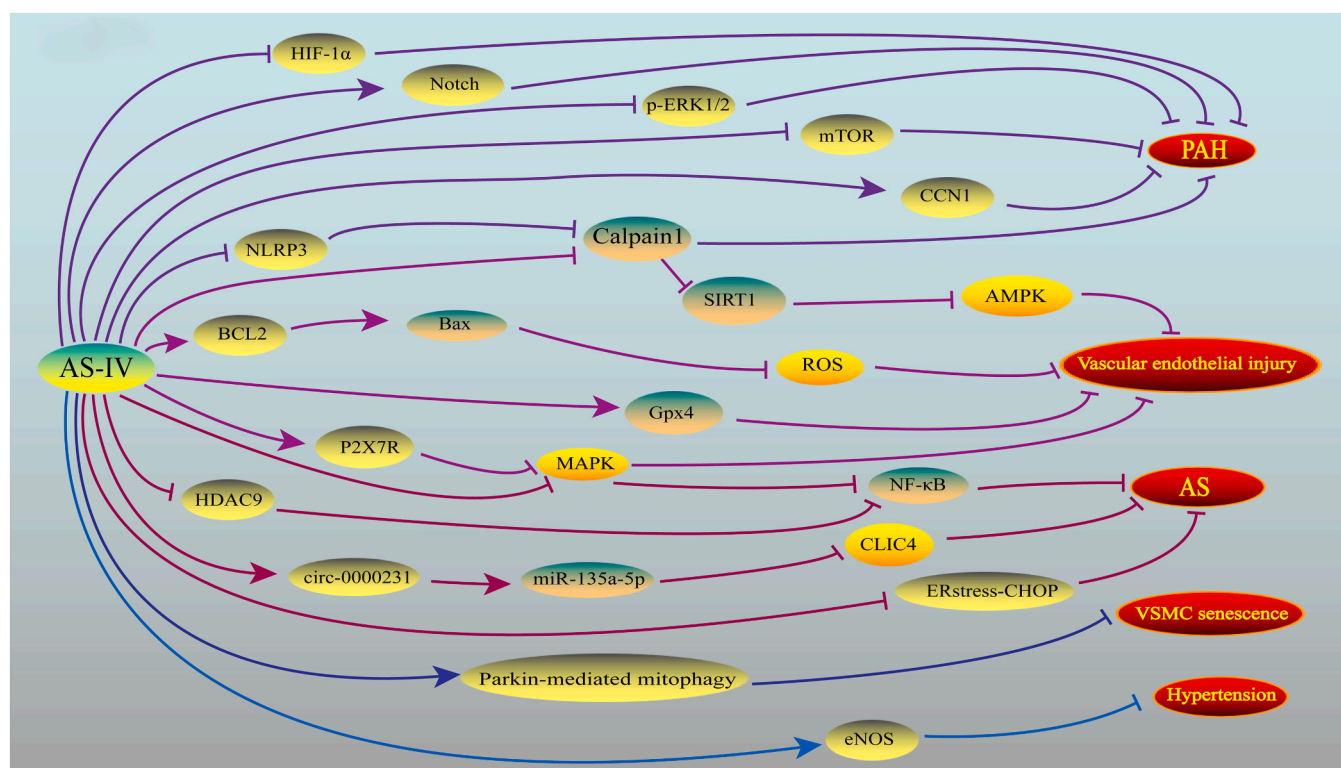 HIF-1α
Notch
p-ERK1/2
mTOR
PAH
CCN1
NLRP3
Calpain1
SIRT1
AMPK
BCL2
Bax
AS-IV
ROS
Vascular endothelial injury
Gpx4
P2X7R
MAPK
NF-κB
AS
HDAC9
CLIC4
circ-0000231
miR-135a-5p
ERstress-CHOP
VSMC senescence
Parkin-mediated mitophagy
Hypertension
eNOS